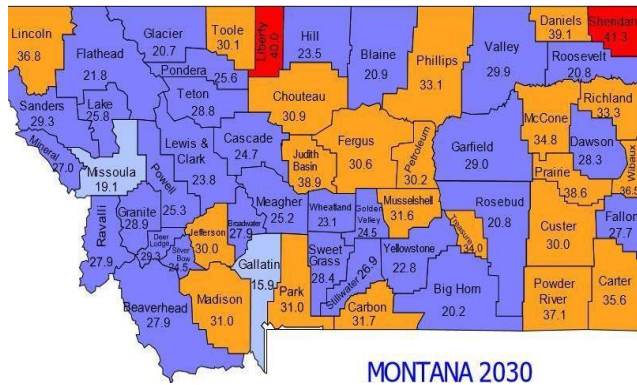 Lincoln
36.8
Flathead
21.8
Glacier
20.7
Toole
30.1
Liberty
40.0
Hill
23.5
Blaine
20.9
Phillips
33.1
Valley
29.9
Daniels
39.1
Sheridan
41.3
Roosevelt
20.8
Pondera
25.6
Teton
28.8
Chouteau
30.9
Sanders
29.3
Lake
25.8
Mineral
27.0
Missoula
19.1
Powell
25.3
Lewis &
Clark
23.8
Cascade
24.7
Judith
Basin
38.9
Fergus
30.6
Petroleum
30.2
Garfield
29.0
McCone
34.8
Richland
33.3
Dawson
28.3
Prairie
38.6
Wibaux
36.5
Ravalli
27.9
Granite
28.9
Deer
Lodge
29.3
Silver
Bow
24.5
Jefferson
30.0
Broadwater
27.9
Meagher
25.2
Wheatland
23.1
Golden
Valley
24.5
Musselshell
31.6
Treasure
34.0
Rosebud
20.8
Custer
30.0
Fallon
27.7
Beaverhead
27.9
Madison
31.0
Gallatin
15.9
Park
31.0
Sweet
Grass
28.4
Stillwater 26.9
Yellowstone
22.8
Carbon
31.7
Big Horn
20.2
Powder
River
37.1
Carter
35.6
MONTANA 2030